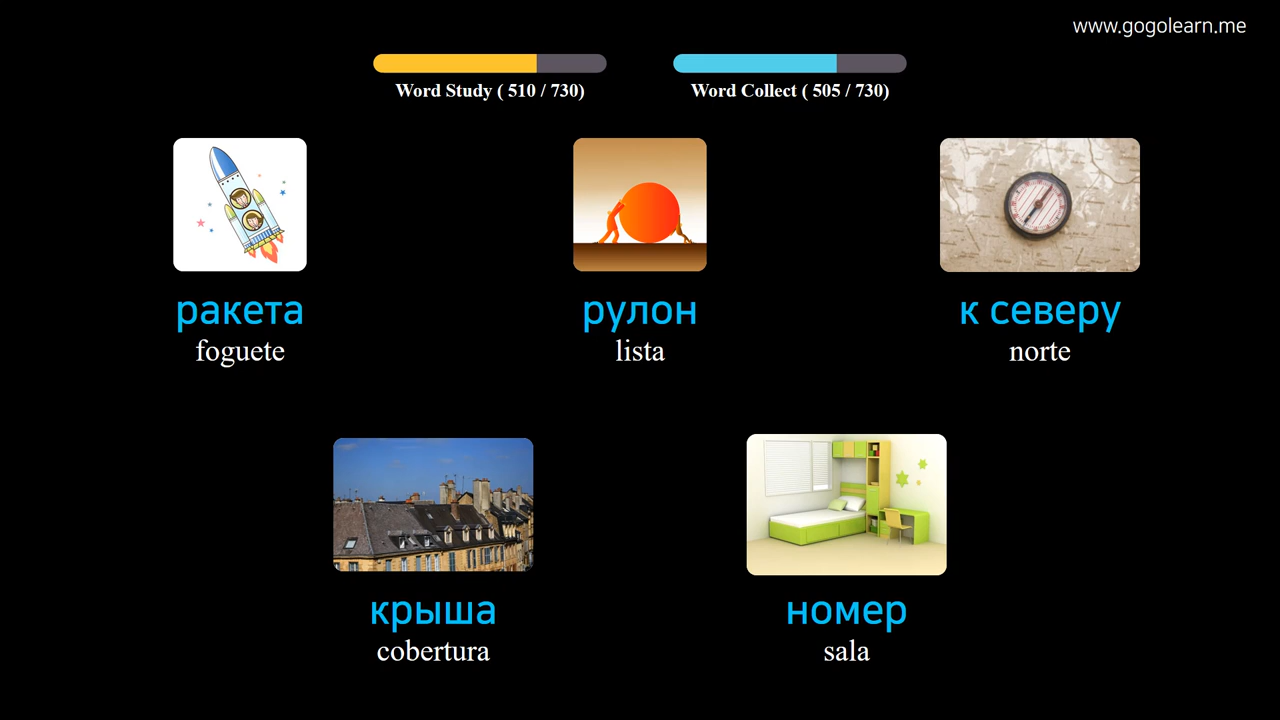 www.gogolearn.me
Word Study ( 510 / 730)
Word Collect ( 505 / 730)
ракета
foguete
рулон
lista
к северу
norte
крыша
cobertura
номер
sala